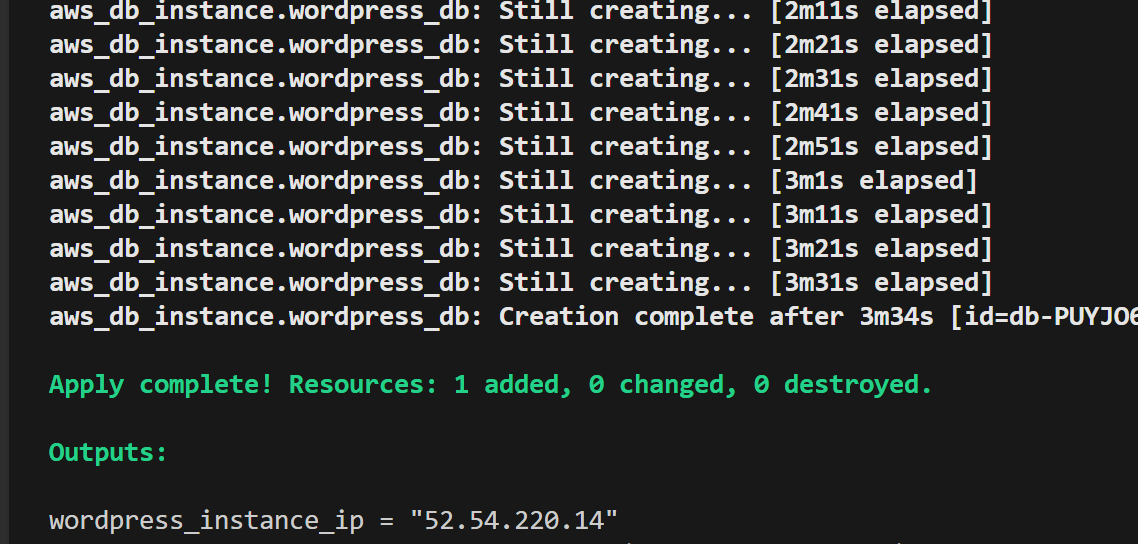 aws_db_instance.wordpress_db: Still creating... [2m11s elapsed]
aws_db_instance.wordpress_db: Still creating... [2m21s elapsed]
aws_db_instance.wordpress_db: Still creating... [2m31s elapsed]
aws_db_instance.wordpress_db: Still creating... [2m41s elapsed]
aws_db_instance.wordpress_db: Still creating... [2m51s elapsed]
aws_db_instance.wordpress_db: Still creating... [3m1s elapsed]
aws_db_instance.wordpress_db: Still creating... [3m11s elapsed]
aws_db_instance.wordpress_db: Still creating... [3m21s elapsed]
aws_db_instance.wordpress_db: Still creating... [3m31s elapsed]
aws_db_instance.wordpress_db: Creation complete after 3m34s [id=db-PUYJO6
Apply complete! Resources: 1 added, 0 changed, 0 destroyed.
Outputs:
wordpress_instance_ip = "52.54.220.14"